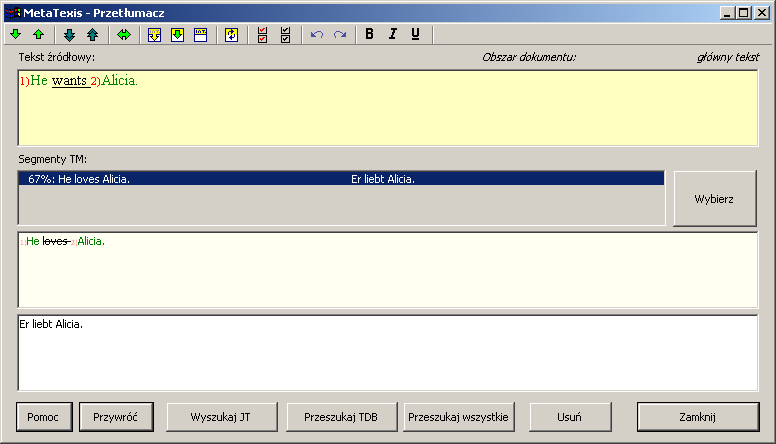 MetaTexis - Przetłumacz
B I U
Tekst źródłowy: Obszar dokumentu: główny tekst
1)He wants 2)Alicia.
Segmenty TM:
67%: He loves Alicia. Er liebt Alicia.
Wybierz
1)He loves 2)Alicia.
Er liebt Alicia.
Pomoc Przywróć Wyszukaj JT Przeszukaj TDB Przeszukaj wszystkie Usuń Zamknij